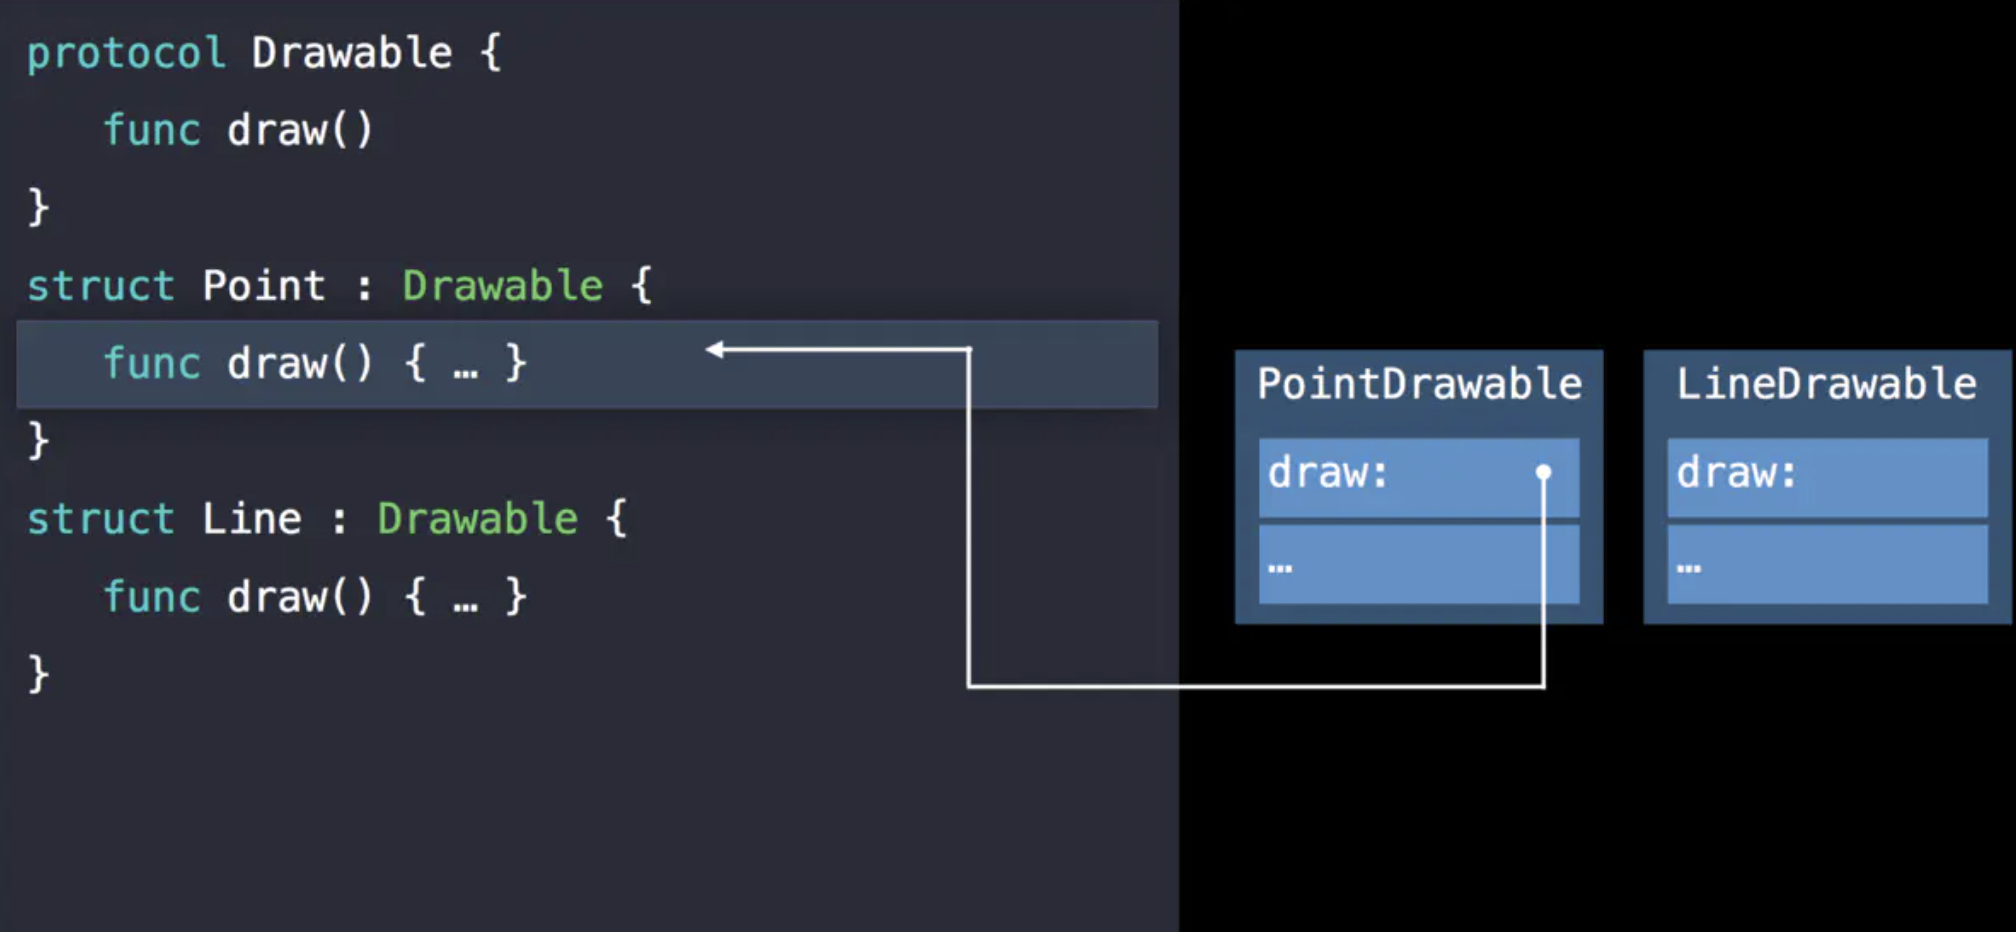 protocol Drawable {
func draw()
}
struct Point : Drawable {
func draw() { … }
}
struct Line : Drawable {
func draw() { … }
}
PointDrawable
draw:
…
LineDrawable
draw:
…